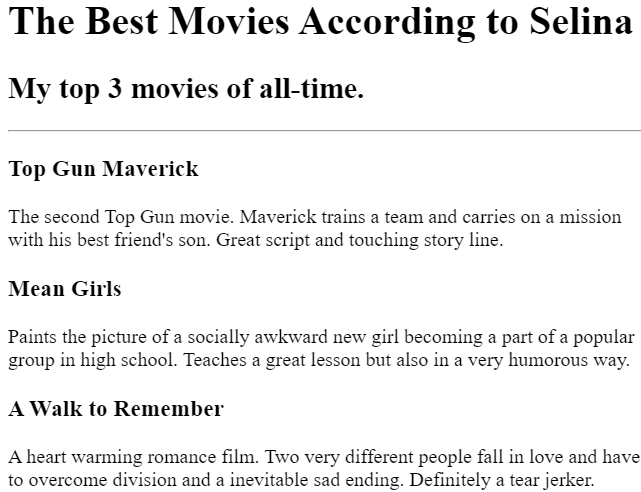 The Best Movies According to Selina
My top 3 movies of all-time.
Top Gun Maverick
The second Top Gun movie. Maverick trains a team and carries on a mission
with his best friend's son. Great script and touching story line.
Mean Girls
Paints the picture of a socially awkward new girl becoming a part of a popular
group in high school. Teaches a great lesson but also in a very humorous way.
A Walk to Remember
A heart warming romance film. Two very different people fall in love and have
to overcome division and a inevitable sad ending. Definitely a tear jerker.